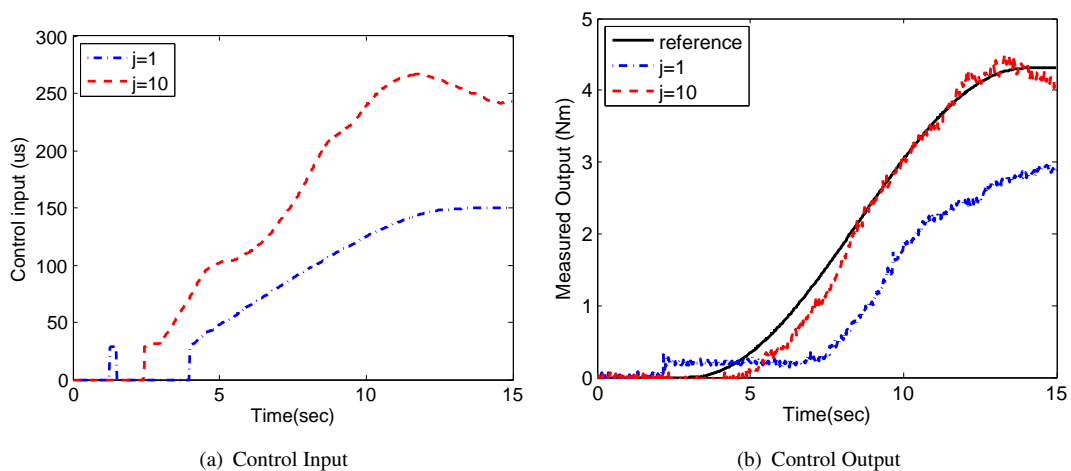 300
250
200
150
100
50
0
Control input (us)
j=1
j=10
0 5 10 15
Time(sec)
(a) Control Input
5
4
3
2
1
0
Measured Output (Nm)
reference
j=1
j=10
0 5 10 15
Time(sec)
(b) Control Output